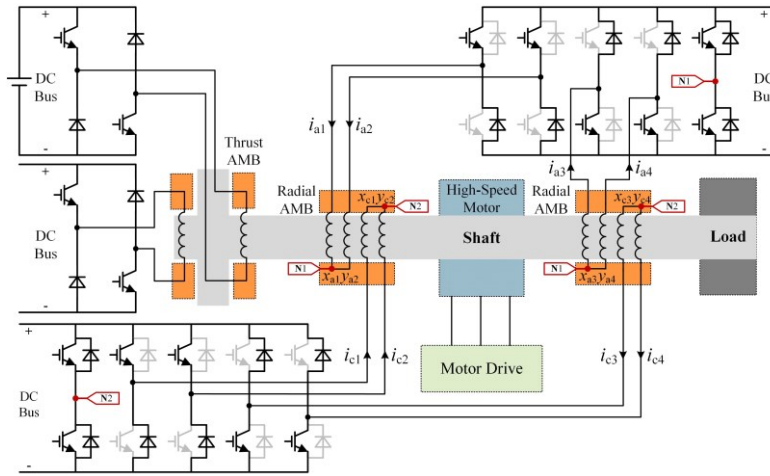 +
DC
Bus
-
+
DC
Bus
-
Thrust
AMB
Radial
AMB
i_a1
i_a2
x_c1, y_c2
N2
N1
x_a1, y_a2
High-Speed
Motor
Shaft
Motor Drive
+
N1
DC
Bus
-
i_a3
i_a4
Radial
AMB
x_c3, y_c4
N2
N1
x_a3, y_a4
Load
+
DC
Bus
-
N2
i_c1
i_c2
i_c3
i_c4